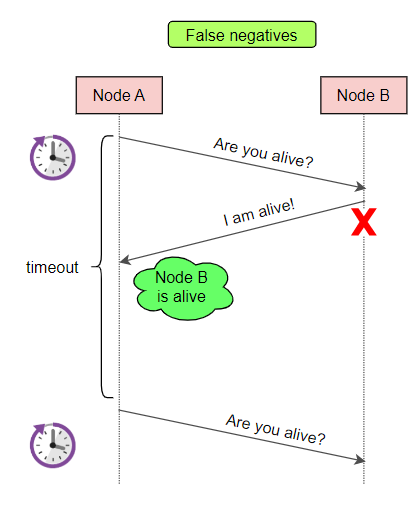 False negatives
Node A
Node B
Are you alive?
I am alive!
X
timeout
Node B
is alive
Are you alive?